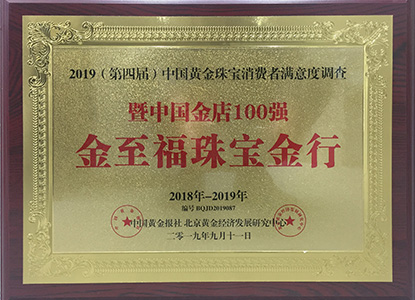 2019（第四届）中国黄金珠宝消费者满意度调查
暨中国金店100强
金至福珠宝金行
2018年-2019年
编号 BQJD2019087
中国黄金报社 北京黄金经济发展研究中心
二〇一九年九月十一日